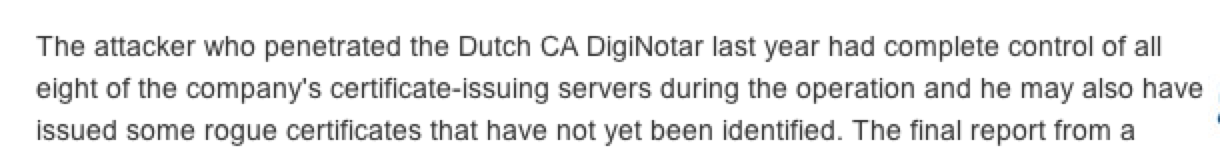 The attacker who penetrated the Dutch CA DigiNotar last year had complete control of all
eight of the company's certificate-issuing servers during the operation and he may also have
issued some rogue certificates that have not yet been identified. The final report from a